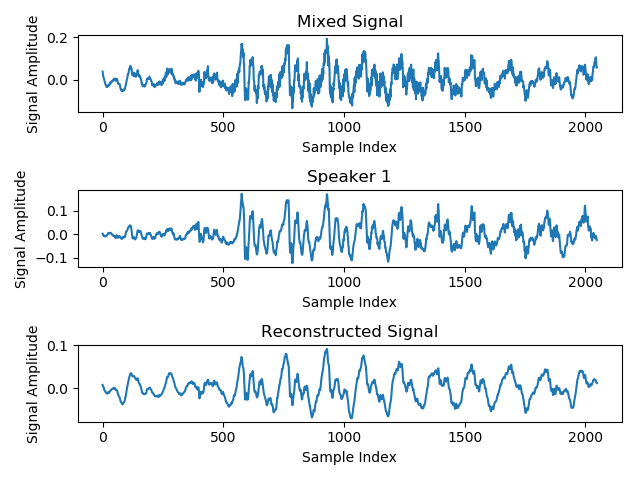 Mixed Signal
Signal Amplitude
0.2
0.0
0 500 1000 1500 2000
Sample Index
Speaker 1
Signal Amplitude
0.1
0.0
−0.1
0 500 1000 1500 2000
Sample Index
Reconstructed Signal
Signal Amplitude
0.1
0.0
0 500 1000 1500 2000
Sample Index